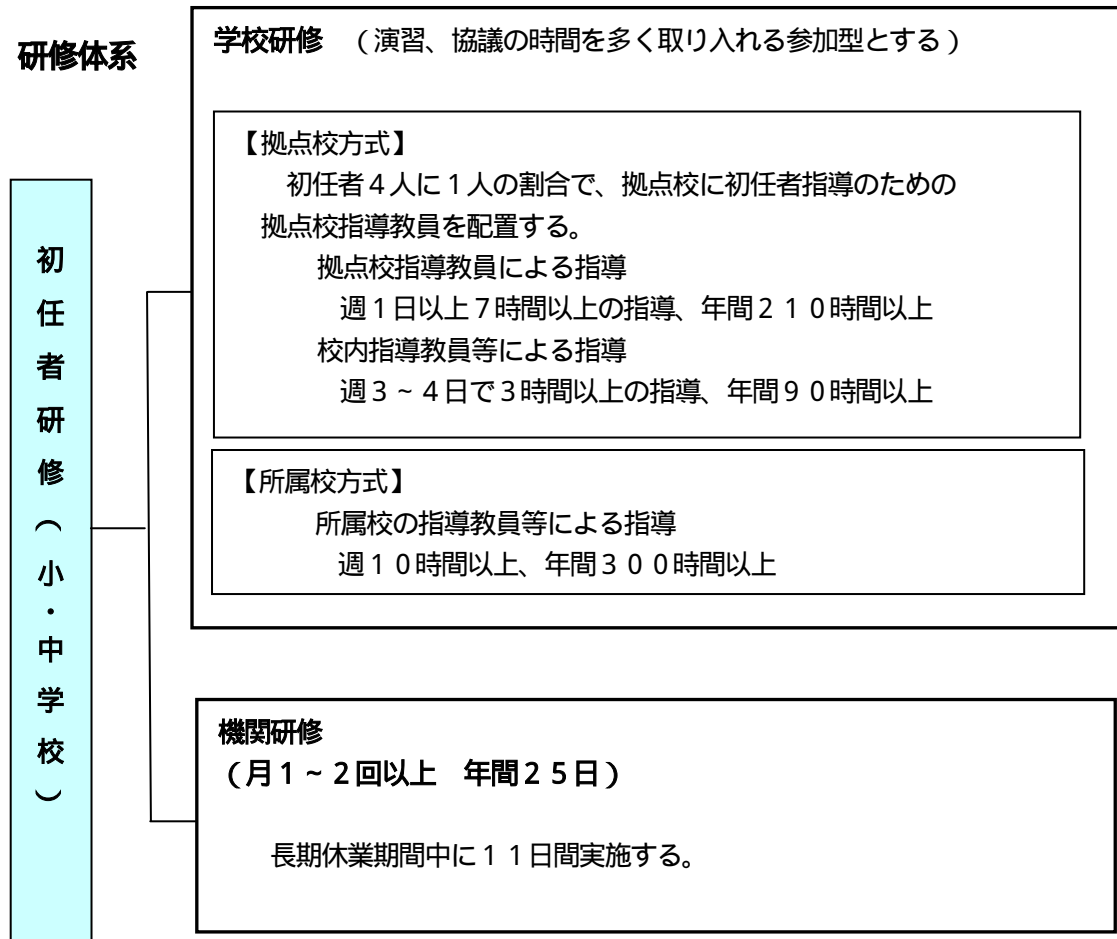 研修体系
初任者研修（小・中学校）
学校研修　（演習、協議の時間を多く取り入れる参加型とする）
【拠点校方式】
初任者４人に１人の割合で、拠点校に初任者指導のための
拠点校指導教員を配置する。
拠点校指導教員による指導
週１日以上７時間以上の指導、年間２１０時間以上
校内指導教員等による指導
週３～４日で３時間以上の指導、年間９０時間以上
【所属校方式】
所属校の指導教員等による指導
週１０時間以上、年間３００時間以上
機関研修
（月１～２回以上　年間２５日）
長期休業期間中に１１日間実施する。